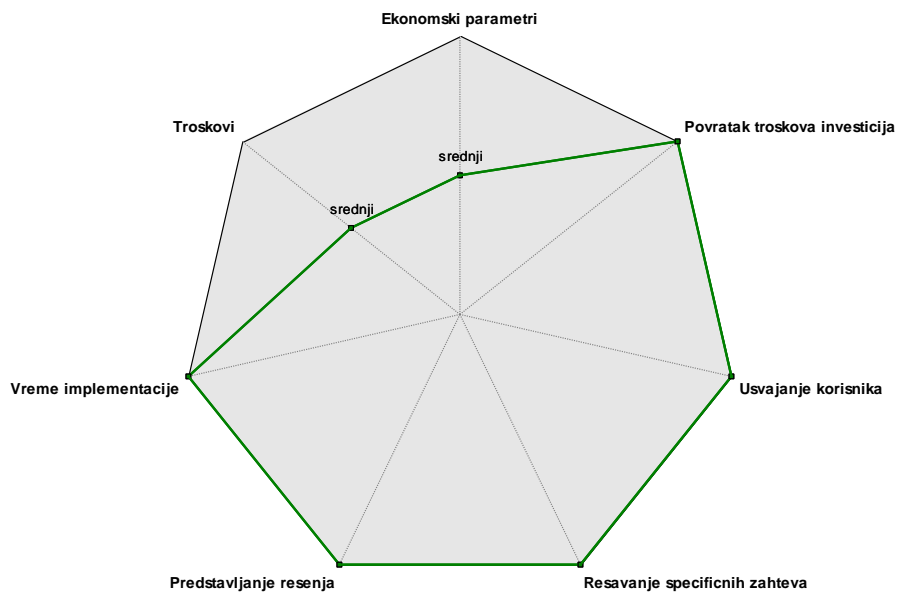 Ekonomski parametri
Troskovi
Povratak troskova investicija
srednji
srednji
Vreme implementacije
Usvajanje korisnika
Predstavljanje resenja
Resavanje specificnih zahteva